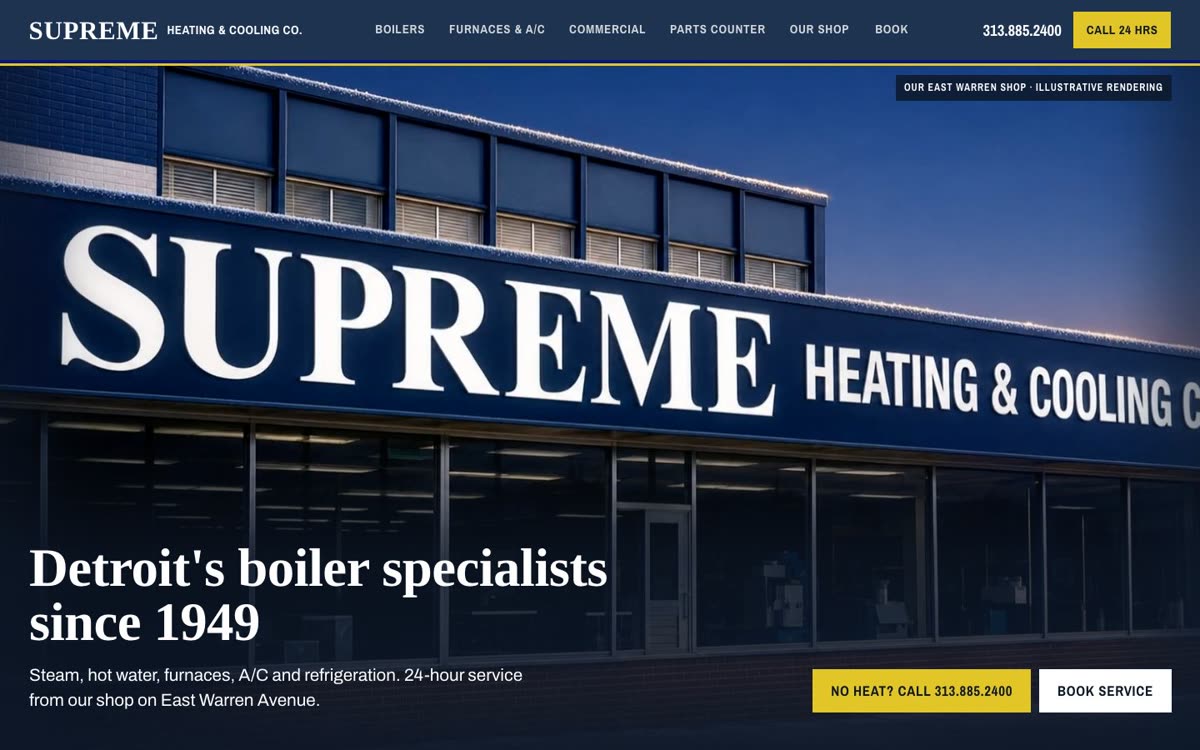 SUPREME HEATING & COOLING CO.
BOILERS FURNACES & A/C COMMERCIAL PARTS COUNTER OUR SHOP BOOK
313.885.2400 CALL 24 HRS
OUR EAST WARREN SHOP · ILLUSTRATIVE RENDERING
SUPREME HEATING & COOLING C
Detroit's boiler specialists
since 1949
Steam, hot water, furnaces, A/C and refrigeration. 24-hour service
from our shop on East Warren Avenue.
NO HEAT? CALL 313.885.2400 BOOK SERVICE